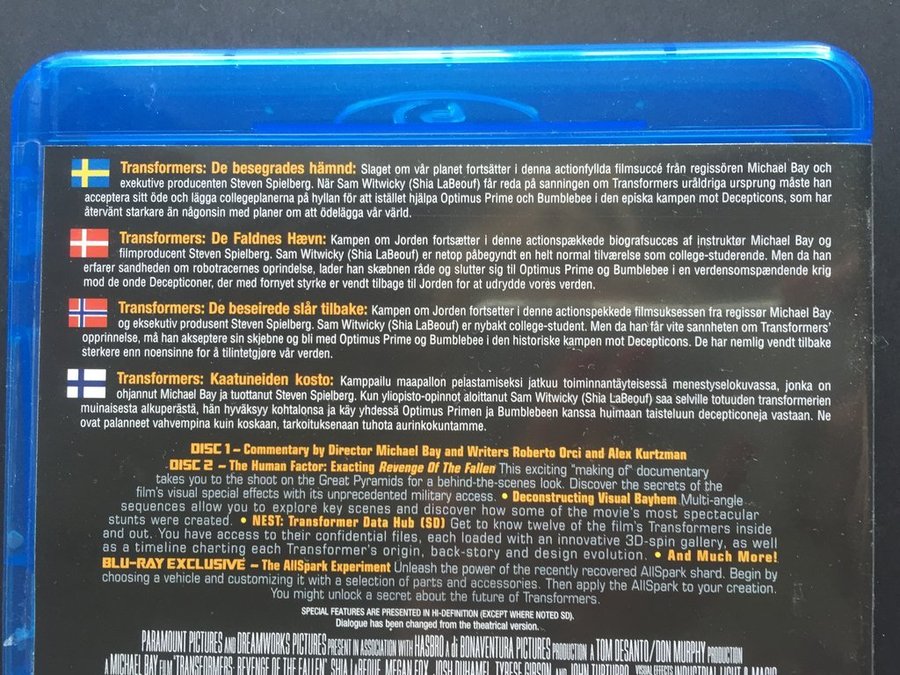 Transformers: De besegrades hämnd: Slaget om vår planet fortsätter i denna actionfyllda filmsuccé från regissören Michael Bay och
exekutive producenten Steven Spielberg. När Sam Witwicky (Shia LaBeouf) får reda på sanningen om Transformers uråldriga ursprung måste han
acceptera sitt öde och lägga collegeplanerna på hyllan för att istället hjälpa Optimus Prime och Bumblebee i den episka kampen mot Decepticons, som har
återvänt starkare än någonsin med planer om att ödelägga vår värld.
Transformers: De Faldnes Hævn: Kampen om Jorden fortsætter i denne actionspækkede biografsucces af instruktør Michael Bay og
filmproducent Steven Spielberg. Sam Witwicky (Shia LaBeouf) er netop påbegyndt en helt normal tilværelse som college-studerende. Men da han
erfarer sandheden om robotracernes oprindelse, lader han skæbnen råde og slutter sig til Optimus Prime og Bumblebee i en verdensomspændende krig
mod de onde Decepticoner, der med fornyet styrke er vendt tilbage til Jorden for at udrydde vores verden.
Transformers: De beseirede slår tilbake: Kampen om Jorden fortsetter i denne actionspekkede filmsuksessen fra regissør Michael Bay
og eksekutiv produsent Steven Spielberg. Sam Witwicky (Shia LaBeouf) er nybakt college-student. Men da han får vite sannheten om Transformers'
opprinnelse, må han akseptere sin skjebne og bli med Optimus Prime og Bumblebee i den historiske kampen mot Decepticons. De har nemlig vendt tilbake
sterkere enn noensinne for å tilintetgjøre vår verden.
Transformers: Kaatuneiden kosto: Kamppailu maapallon pelastamiseksi jatkuu toiminnantäyteisessä menestyselokuvassa, jonka on
ohjannut Michael Bay ja tuottanut Steven Spielberg. Kun yliopisto-opinnot aloittanut Sam Witwicky (Shia LaBeouf) saa selville totuuden transformerien
muinaisesta alkuperästä, hän hyväksyy kohtalonsa ja käy yhdessä Optimus Primen ja Bumblebeen kanssa huimaan taisteluun decepticoneja vastaan. Ne
ovat palanneet vahvempina kuin koskaan, tarkoituksenaan tuhota aurinkokuntamme.
DISC 1 – Commentary by Director Michael Bay and Writers Roberto Orci and Alex Kurtzman
DISC 2 – The Human Factor: Exacting Revenge Of The Fallen This exciting "making of" documentary
takes you to the shoot on the Great Pyramids for a behind-the-scenes look. Discover the secrets of the
film's visual special effects with its unprecedented military access. • Deconstructing Visual Bayhem Multi-angle
sequences allow you to explore key scenes and discover how some of the movie's most spectacular
stunts were created. • NEST: Transformer Data Hub (SD) Get to know twelve of the film's Transformers inside
and out. You have access to their confidential files, each loaded with an innovative 3D-spin gallery, as well
as a timeline charting each Transformer's origin, back-story and design evolution. • And Much More!
BLU-RAY EXCLUSIVE – The AllSpark Experiment Unleash the power of the recently recovered AllSpark shard. Begin by
choosing a vehicle and customizing it with a selection of parts and accessories. Then apply the AllSpark to your creation.
You might unlock a secret about the future of Transformers.
SPECIAL FEATURES ARE PRESENTED IN HI-DEFINITION (EXCEPT WHERE NOTED SD).
Dialogue has been changed from the theatrical version.
PARAMOUNT PICTURES AND DREAMWORKS PICTURES PRESENT IN ASSOCIATION WITH HASBRO A di BONAVENTURA PICTURES PRODUCTION A TOM DESANTO/DON MURPHY PRODUCTION
A MICHAEL BAY FILM "TRANSFORMERS: REVENGE OF THE FALLEN" SHIA LABEOUF MEGAN FOX JOSH DUHAMEL TYRESE GIBSON AND JOHN TURTURRO VISUAL EFFECTS INDUSTRIAL LIGHT & MAGIC